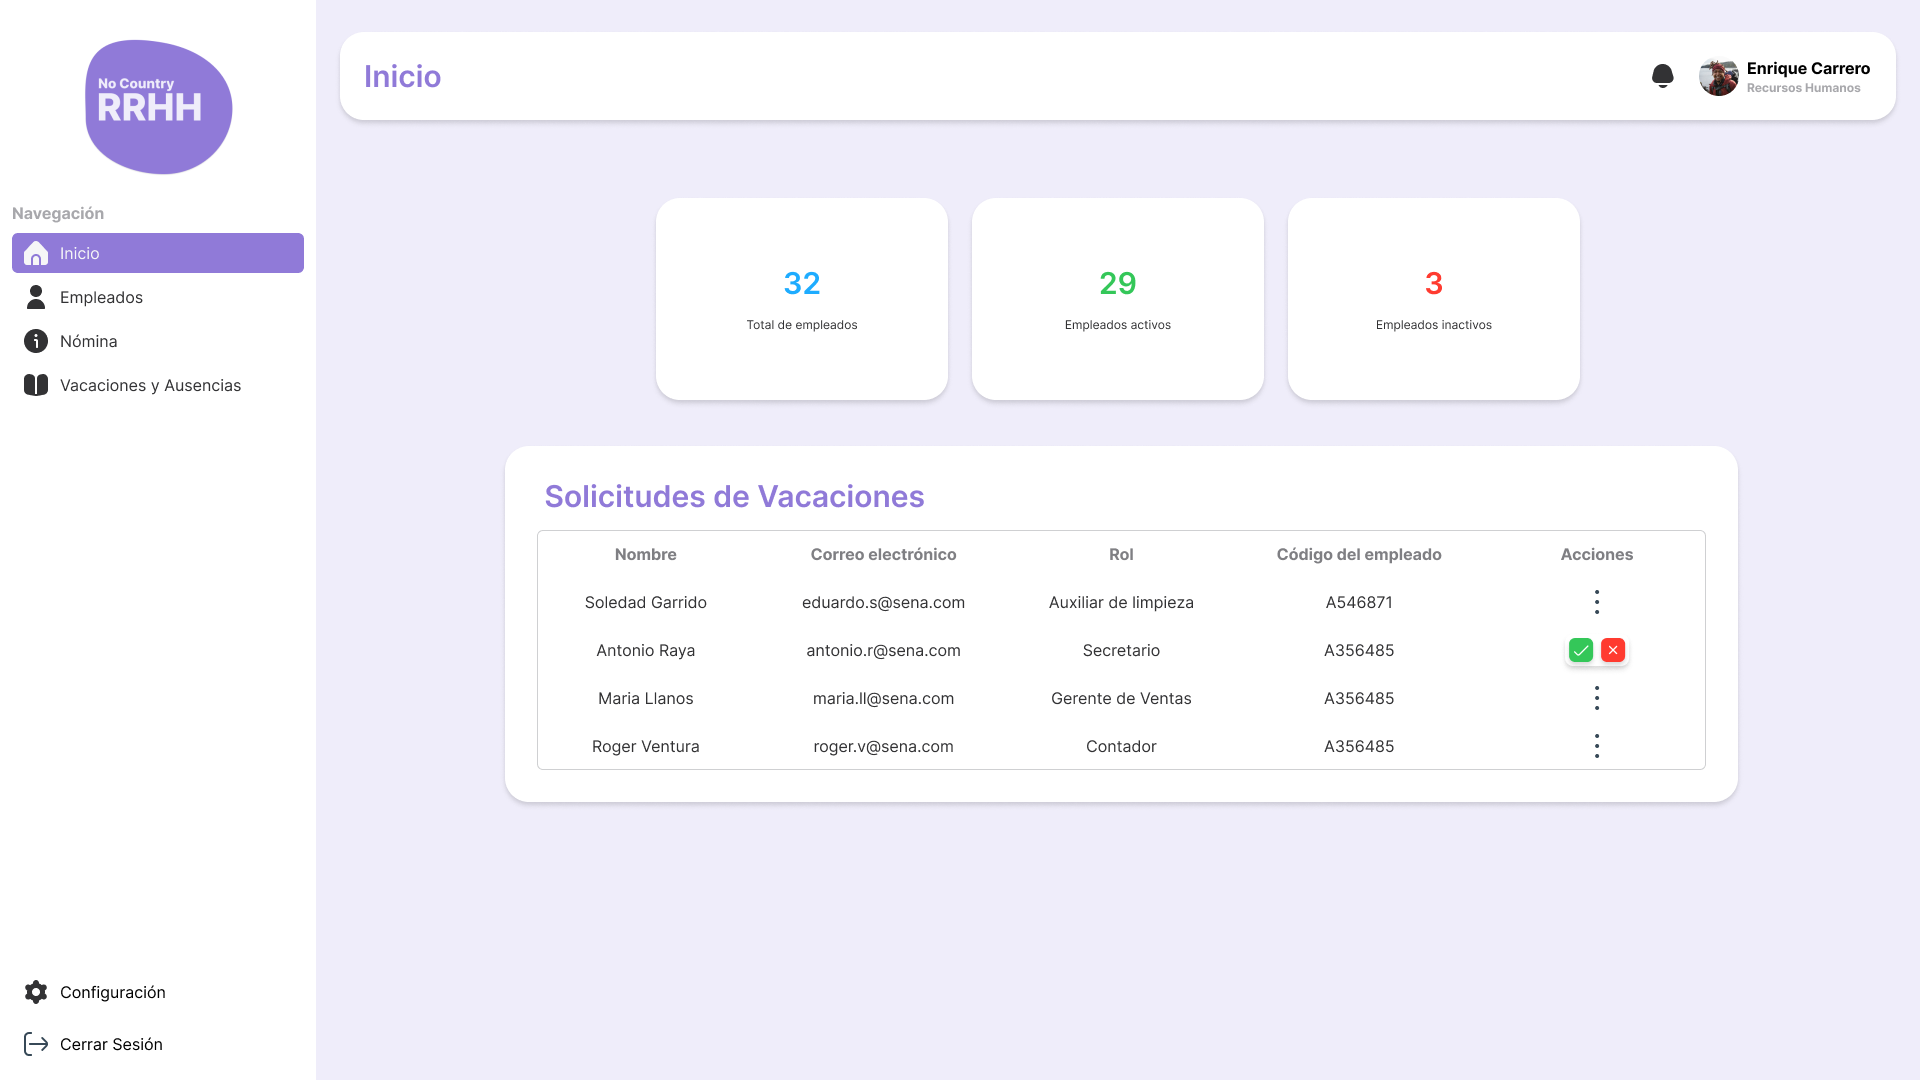 No Country
RRHH
Navegación
Inicio
Empleados
Nómina
Vacaciones y Ausencias
Configuración
Cerrar Sesión
Inicio
Enrique Carrero
Recursos Humanos
32
Total de empleados
29
Empleados activos
3
Empleados inactivos
Solicitudes de Vacaciones
Nombre Correo electrónico Rol Código del empleado Acciones
Soledad Garrido eduardo.s@sena.com Auxiliar de limpieza A546871
Antonio Raya antonio.r@sena.com Secretario A356485
Maria Llanos maria.ll@sena.com Gerente de Ventas A356485
Roger Ventura roger.v@sena.com Contador A356485